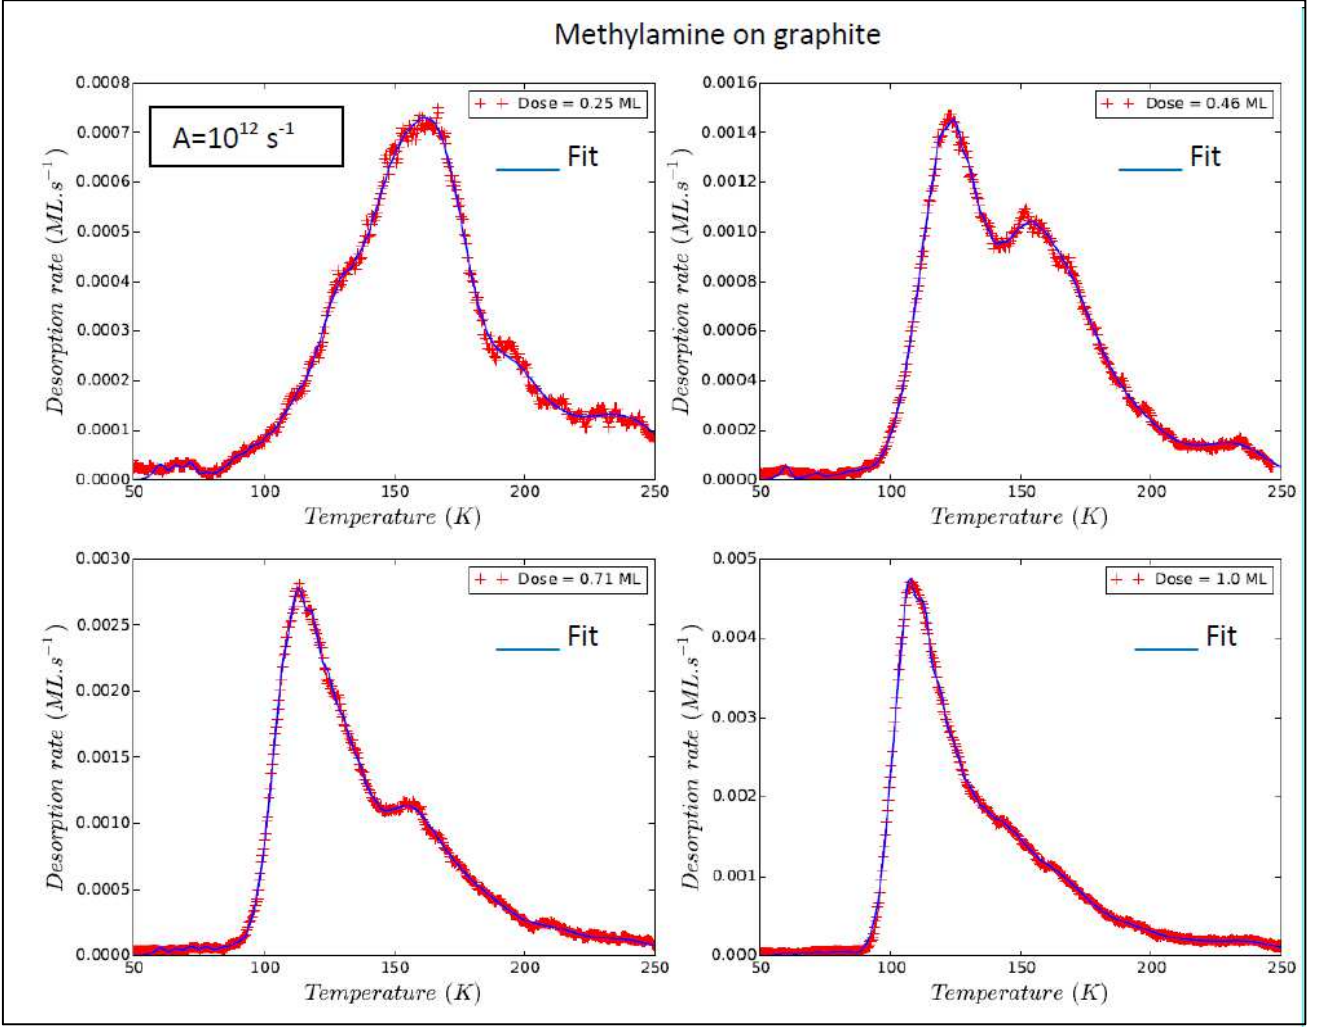 Methylamine on graphite
0.0008
0.0007
0.0006
0.0005
0.0004
0.0003
0.0002
0.0001
0.0000
50 100 150 200 250
Desorption rate (ML.s⁻¹)
Temperature (K)
A=10¹² s⁻¹
+ + Dose = 0.25 ML
Fit
0.0016
0.0014
0.0012
0.0010
0.0008
0.0006
0.0004
0.0002
0.0000
50 100 150 200 250
Desorption rate (ML.s⁻¹)
Temperature (K)
+ + Dose = 0.46 ML
Fit
0.0030
0.0025
0.0020
0.0015
0.0010
0.0005
0.0000
50 100 150 200 250
Desorption rate (ML.s⁻¹)
Temperature (K)
+ + Dose = 0.71 ML
Fit
0.005
0.004
0.003
0.002
0.001
0.000
50 100 150 200 250
Desorption rate (ML.s⁻¹)
Temperature (K)
+ + Dose = 1.0 ML
Fit